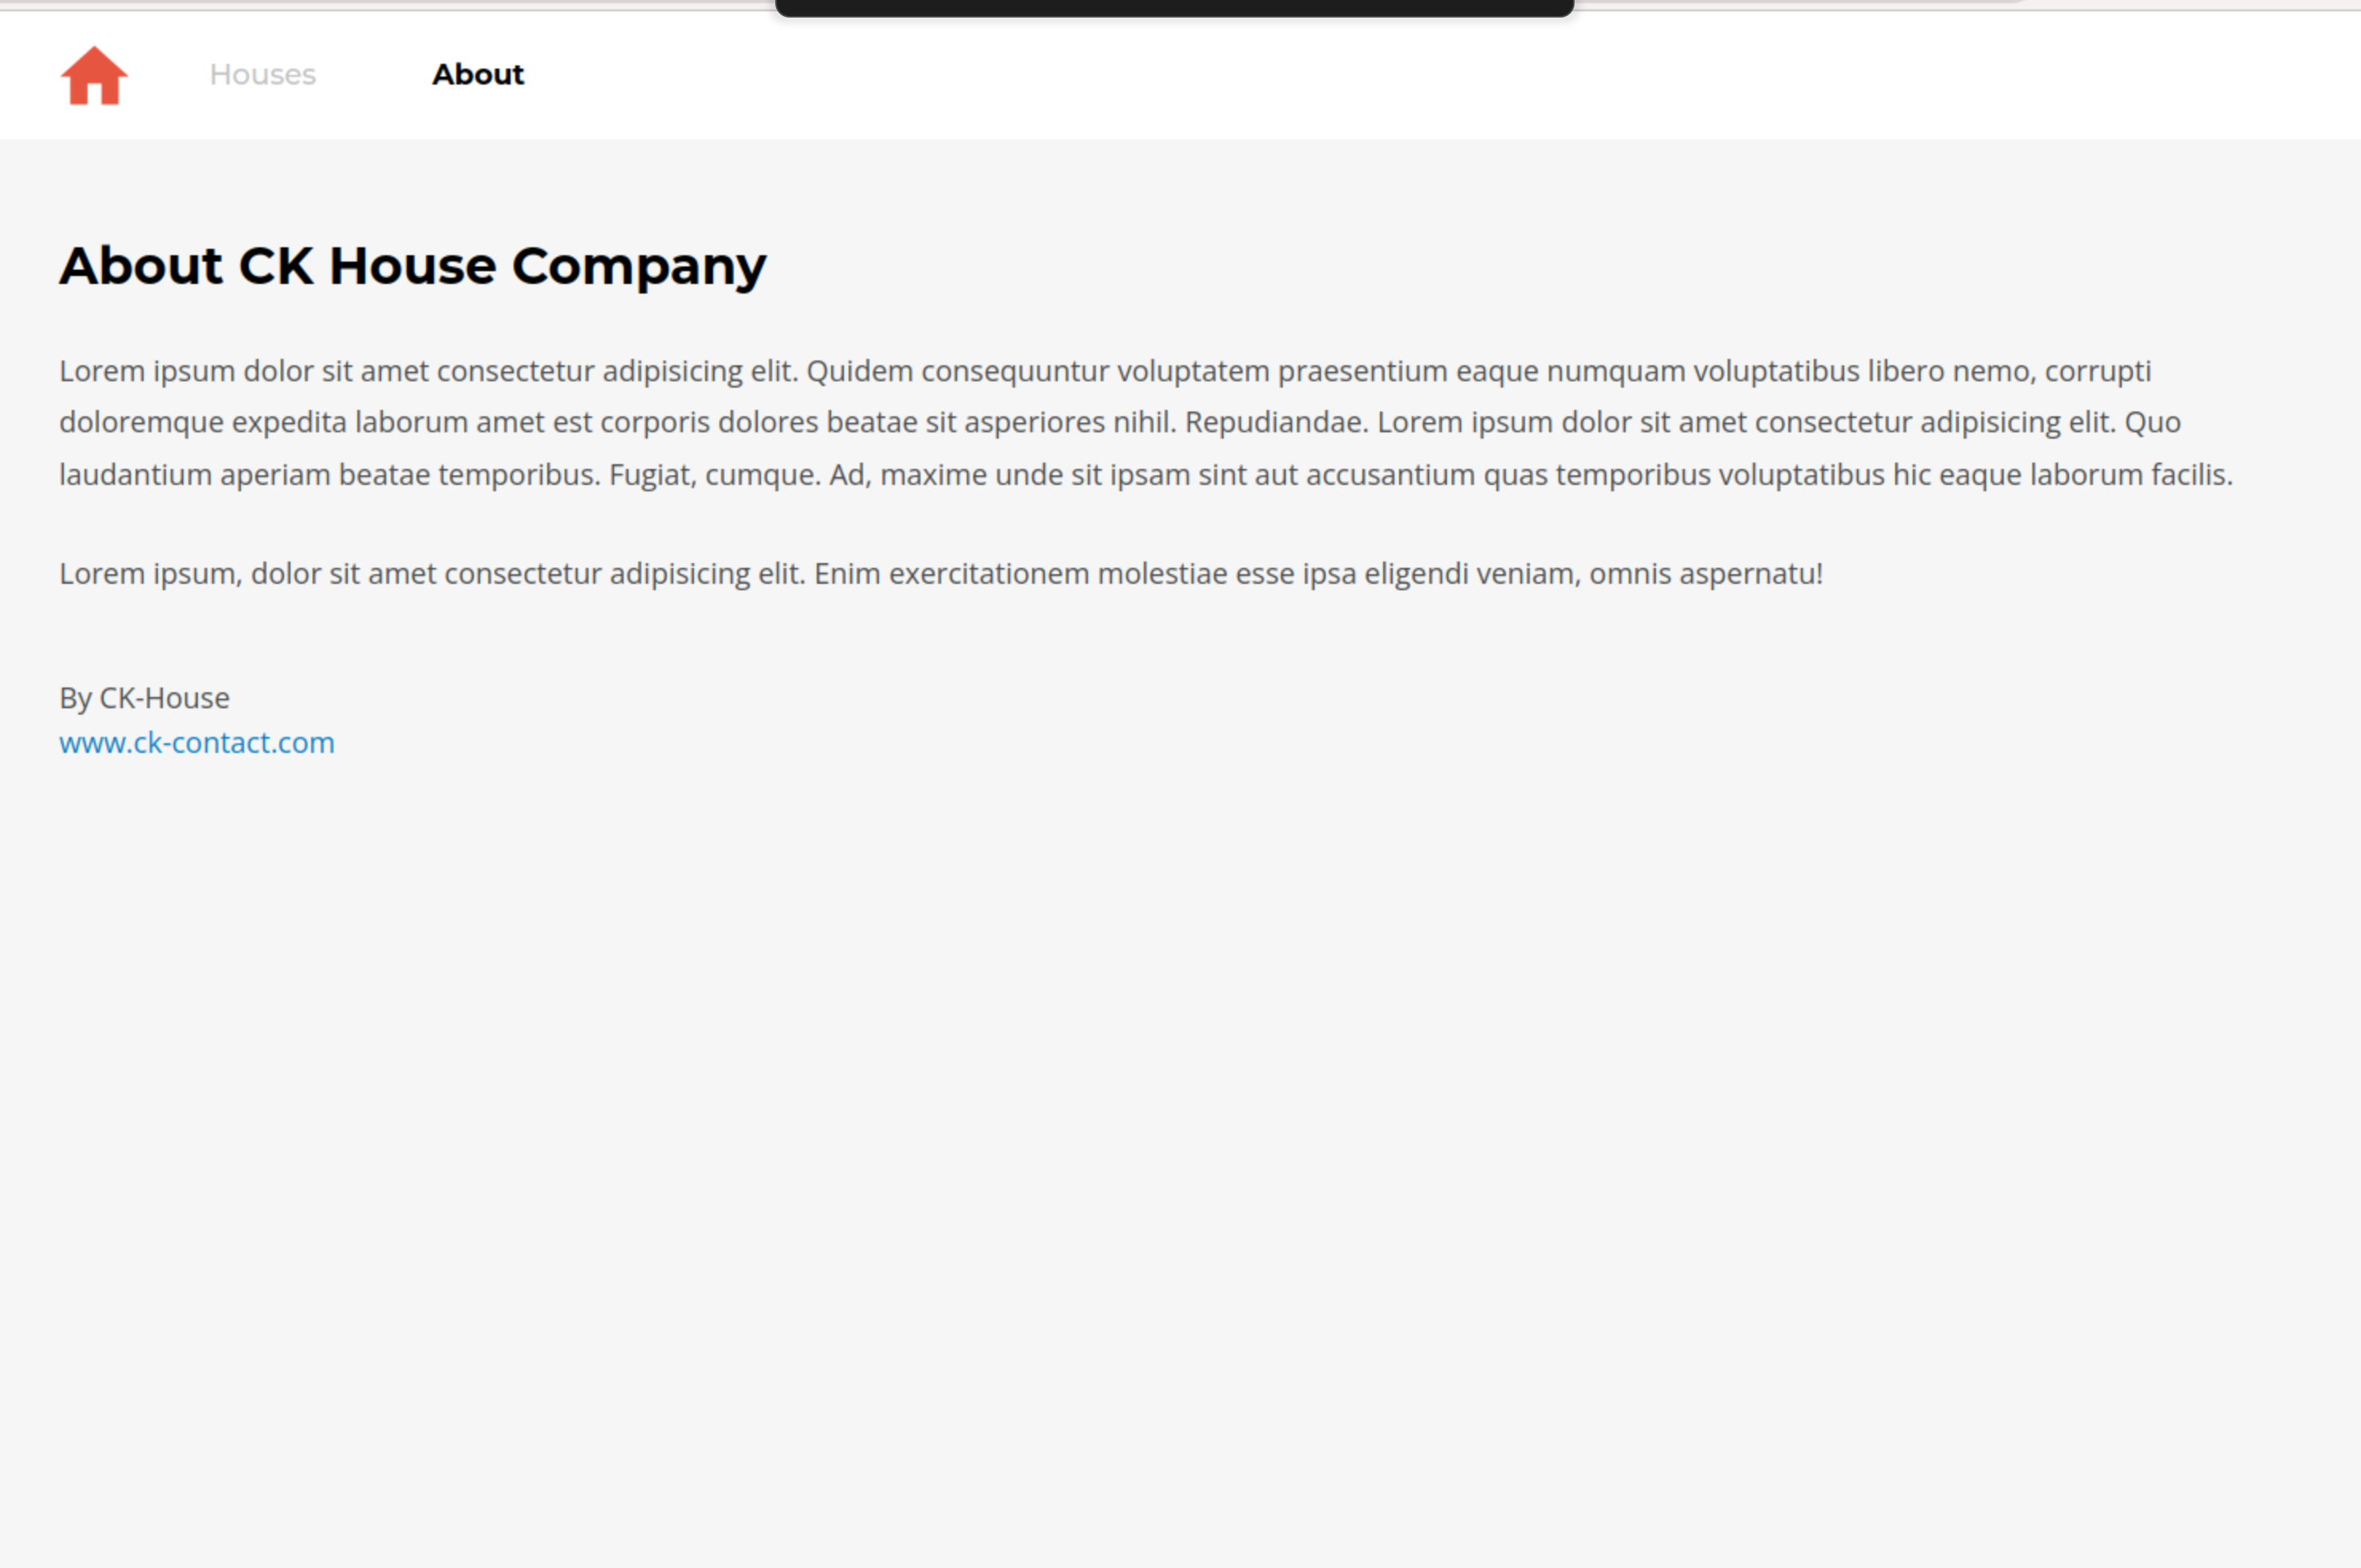 Houses About
About CK House Company
Lorem ipsum dolor sit amet consectetur adipisicing elit. Quidem consequuntur voluptatem praesentium eaque numquam voluptatibus libero nemo, corrupti
doloremque expedita laborum amet est corporis dolores beatae sit asperiores nihil. Repudiandae. Lorem ipsum dolor sit amet consectetur adipisicing elit. Quo
laudantium aperiam beatae temporibus. Fugiat, cumque. Ad, maxime unde sit ipsam sint aut accusantium quas temporibus voluptatibus hic eaque laborum facilis.
Lorem ipsum, dolor sit amet consectetur adipisicing elit. Enim exercitationem molestiae esse ipsa eligendi veniam, omnis aspernatu!
By CK-House
www.ck-contact.com